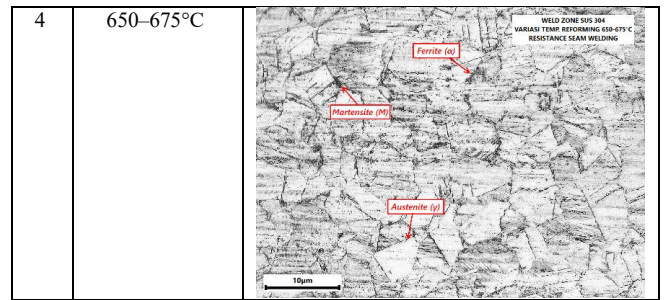 4 650–675°C
WELD ZONE SUS 304
VARIASI TEMP. REFORMING 650-675°C
RESISTANCE SEAM WELDING
Ferrite (α)
Martensite (M)
Austenite (γ)
10μm